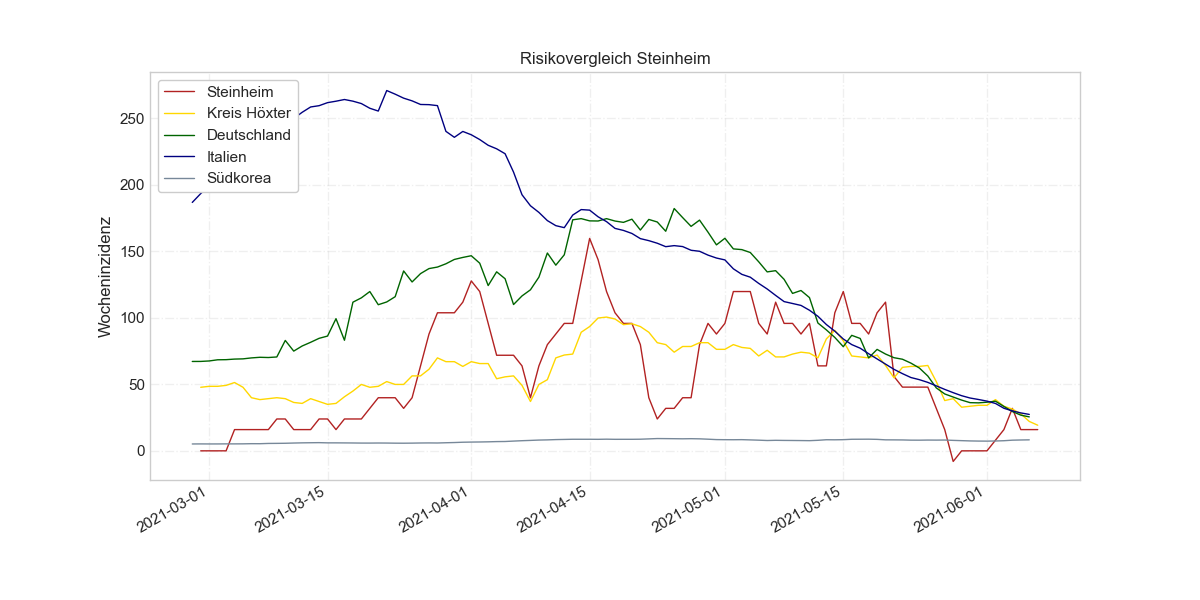 Risikovergleich Steinheim
Steinheim
Kreis Höxter
Deutschland
Italien
Südkorea
Wocheninzidenz
250
200
150
100
50
0
2021-03-01
2021-03-15
2021-04-01
2021-04-15
2021-05-01
2021-05-15
2021-06-01